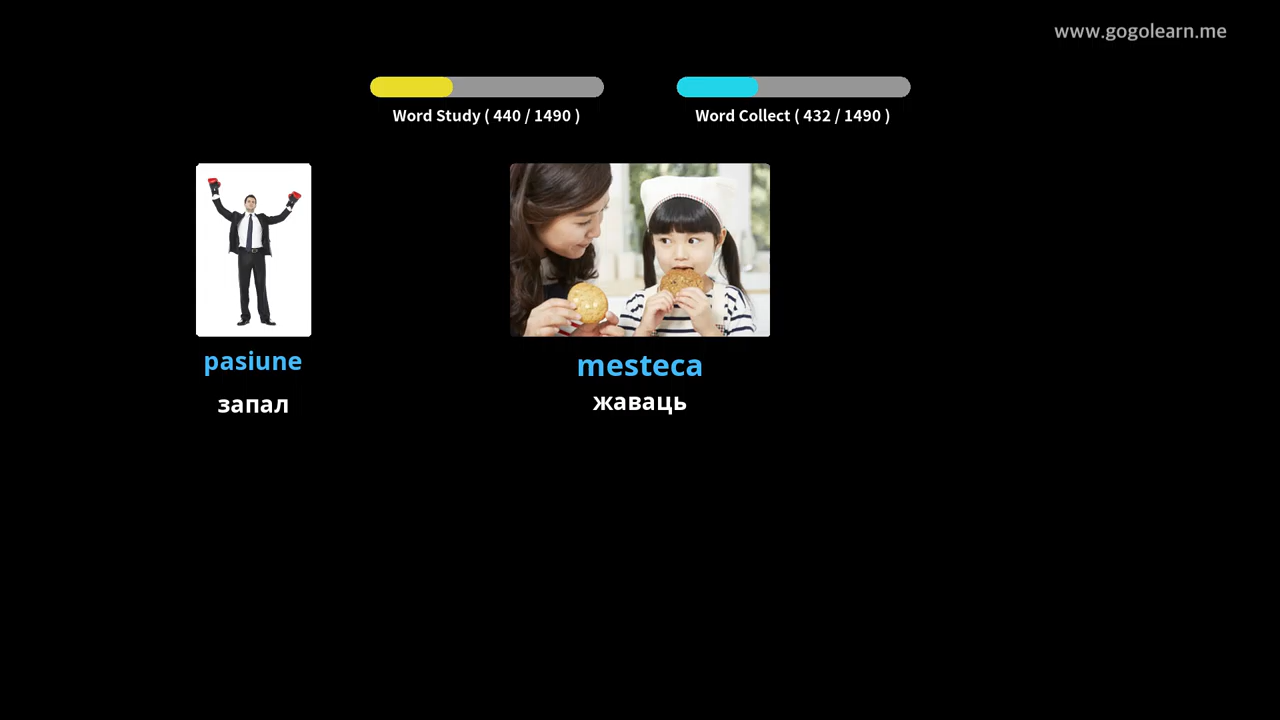 www.gogolearn.me
Word Study ( 440 / 1490 )
Word Collect ( 432 / 1490 )
pasiune
запал
mesteca
жаваць